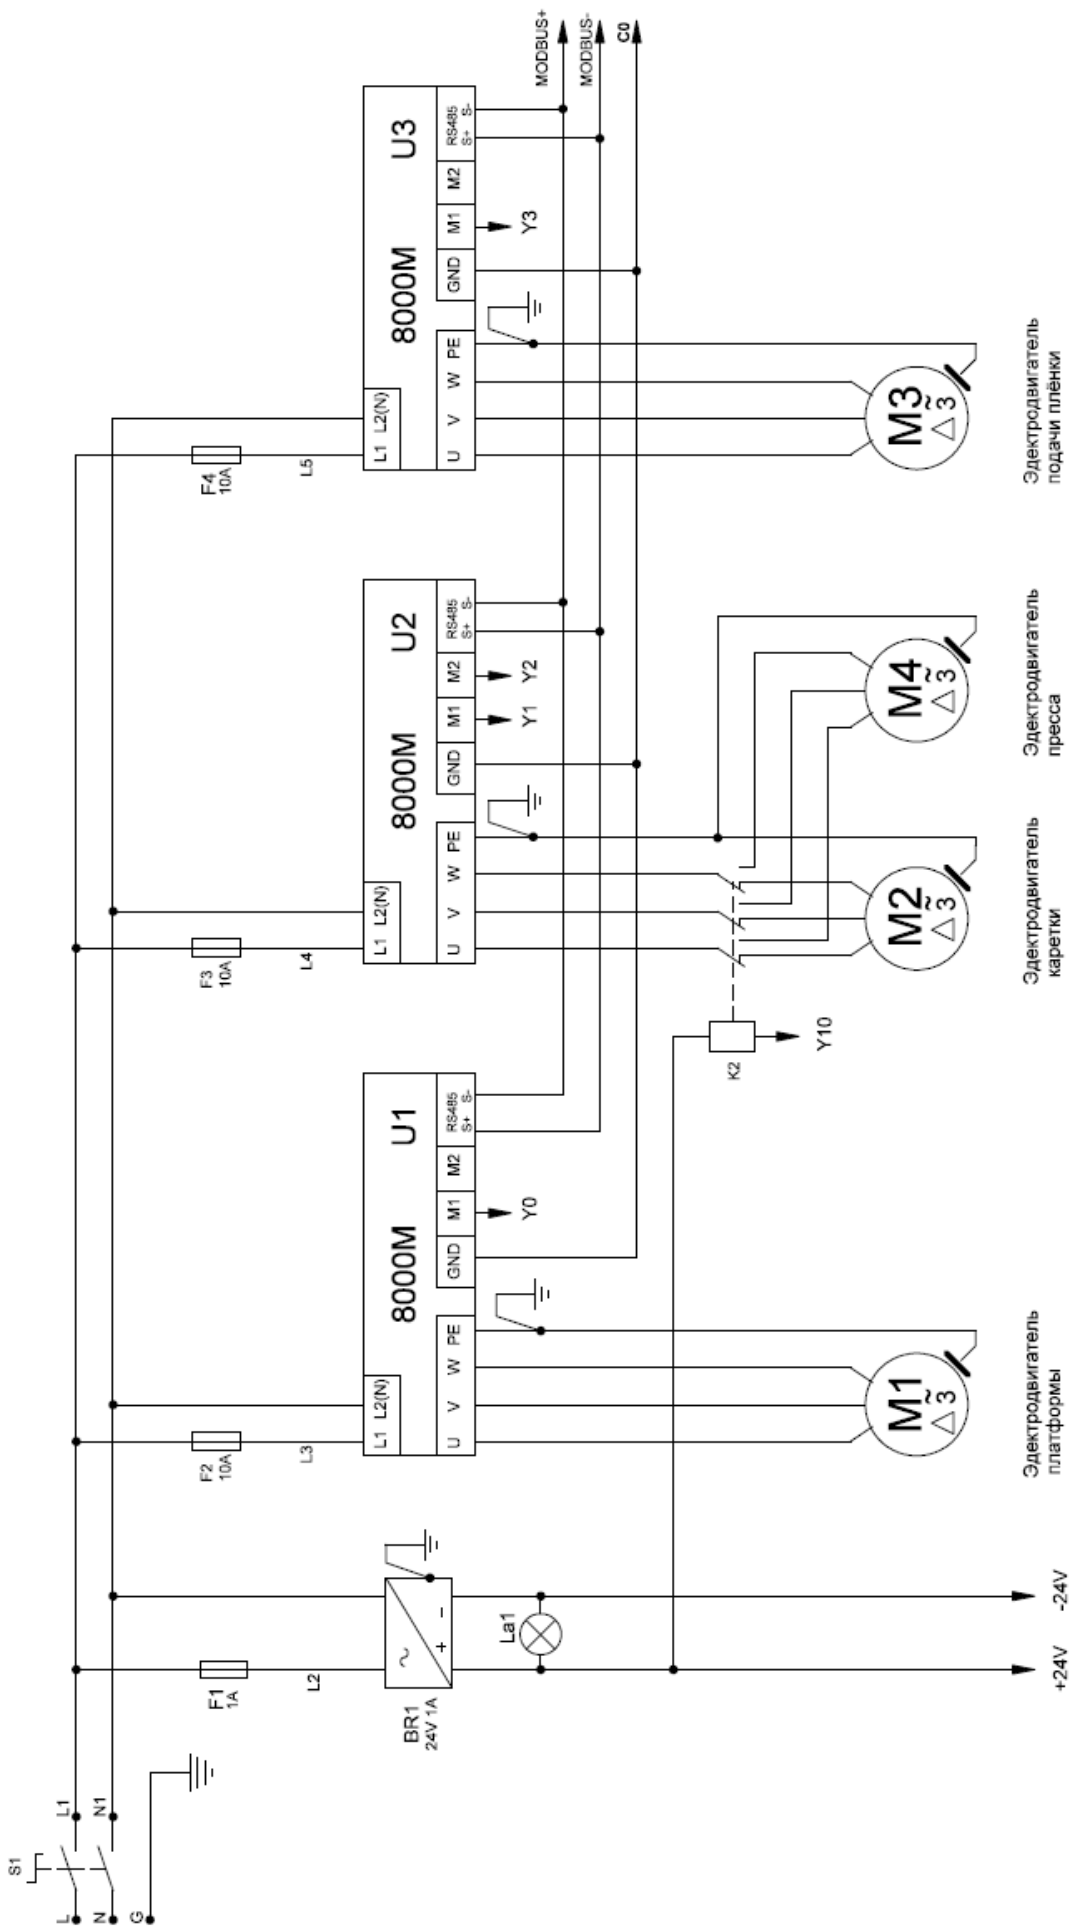 S1
L
L1
N
N1
G
F1
1A
L2
F2
10A
L3
F3
10A
L4
F4
10A
L5
BR1
24V 1A
~
+ −
La1
L1 L2(N)
8000M U1
U V W PE
GND M1 M2
RS485
S+ S-
Y0
L1 L2(N)
8000M U2
U V W PE
GND M1 M2
RS485
S+ S-
Y1
Y2
L1 L2(N)
8000M U3
U V W PE
GND M1 M2
RS485
S+ S-
Y3
MODBUS+
MODBUS-
C0
K2
Y10
M1
△ ~3
M2
△ ~3
M4
△ ~3
M3
△ ~3
+24V
-24V
Эдектродвигатель
платформы
Эдектродвигатель
каретки
Эдектродвигатель
пресса
Эдектродвигатель
подачи плёнки